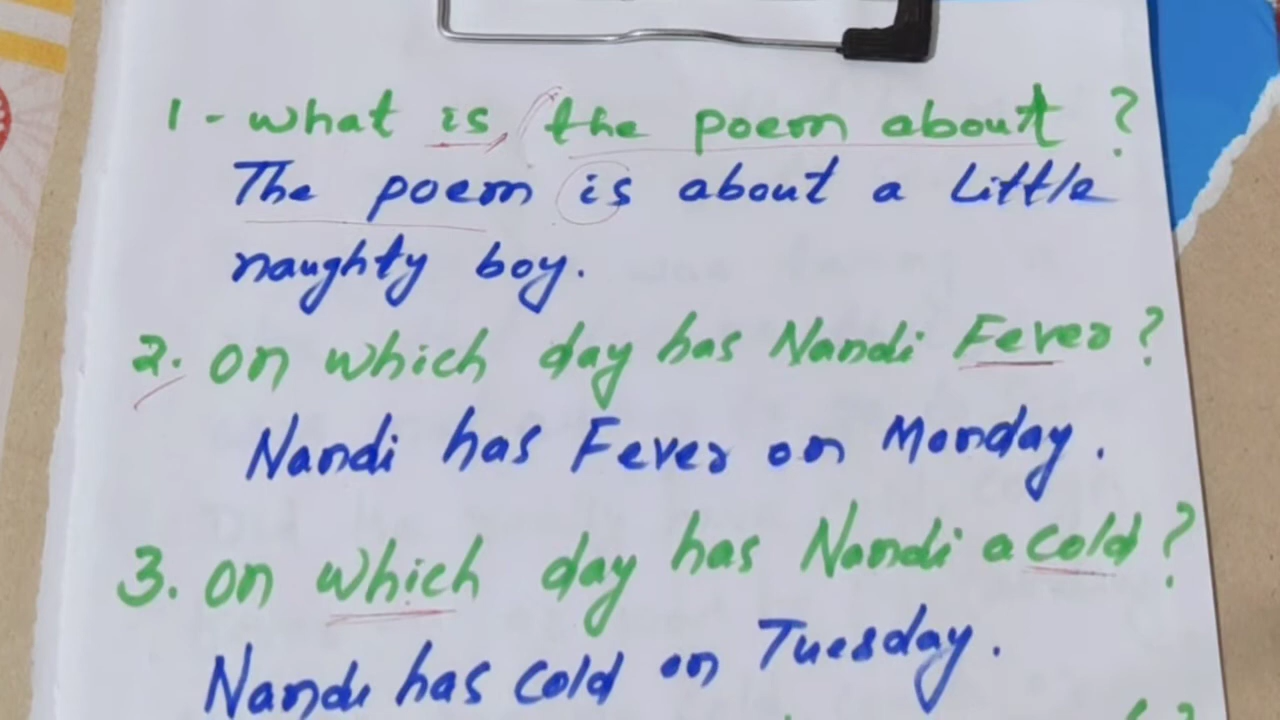 1 - what is the poem about ?
The poem is about a little
naughty boy.
2. on which day has Nandi Fever ?
Nandi has Fever on Monday.
3. on which day has Nandi a cold ?
Nandi has cold on Tuesday.